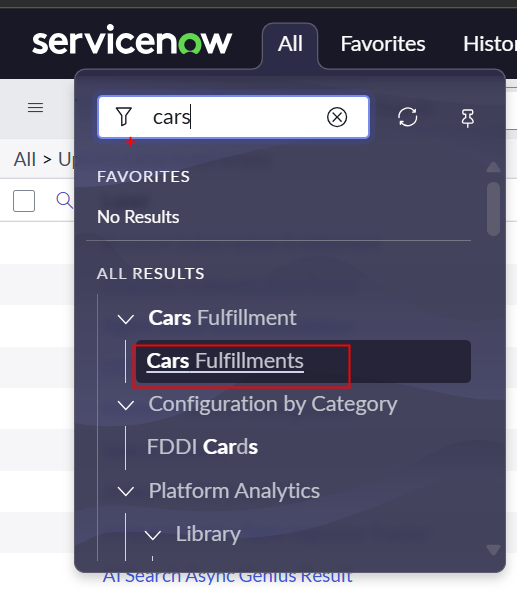 servicenow
All
Favorites
Histor
cars
All > Up
FAVORITES
No Results
ALL RESULTS
Cars Fulfillment
Cars Fulfillments
Configuration by Category
FDDI Cards
Platform Analytics
Library
AI Search Async Genius Result